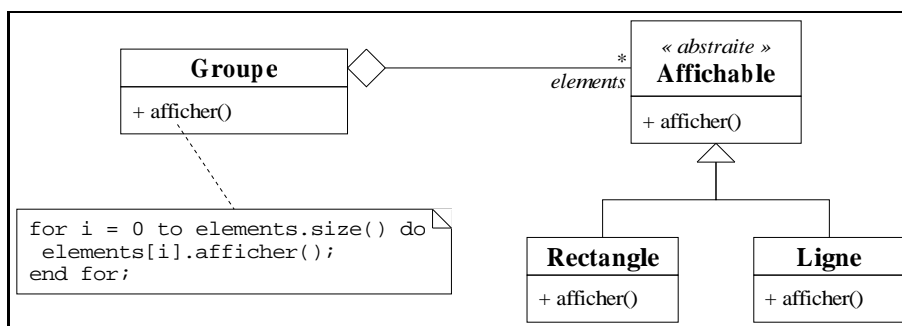 Groupe
+ afficher()
*
elements
« abstraite »
Affichable
+ afficher()
for i = 0 to elements.size() do
elements[i].afficher();
end for;
Rectangle
+ afficher()
Ligne
+ afficher()